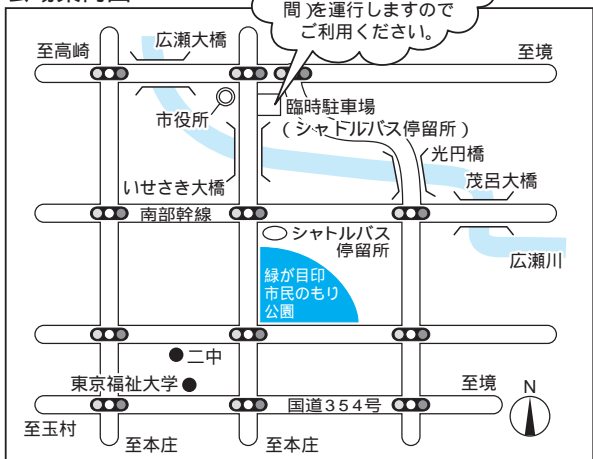 間)を運行しますので
ご利用ください。
至高崎
広瀬大橋
至境
市役所
臨時駐車場
(シャトルバス停留所)
光円橋
茂呂大橋
いせさき大橋
南部幹線
シャトルバス
停留所
広瀬川
緑が目印
市民のもり
公園
二中
東京福祉大学
至境
N
国道354号
至玉村
至本庄
至本庄